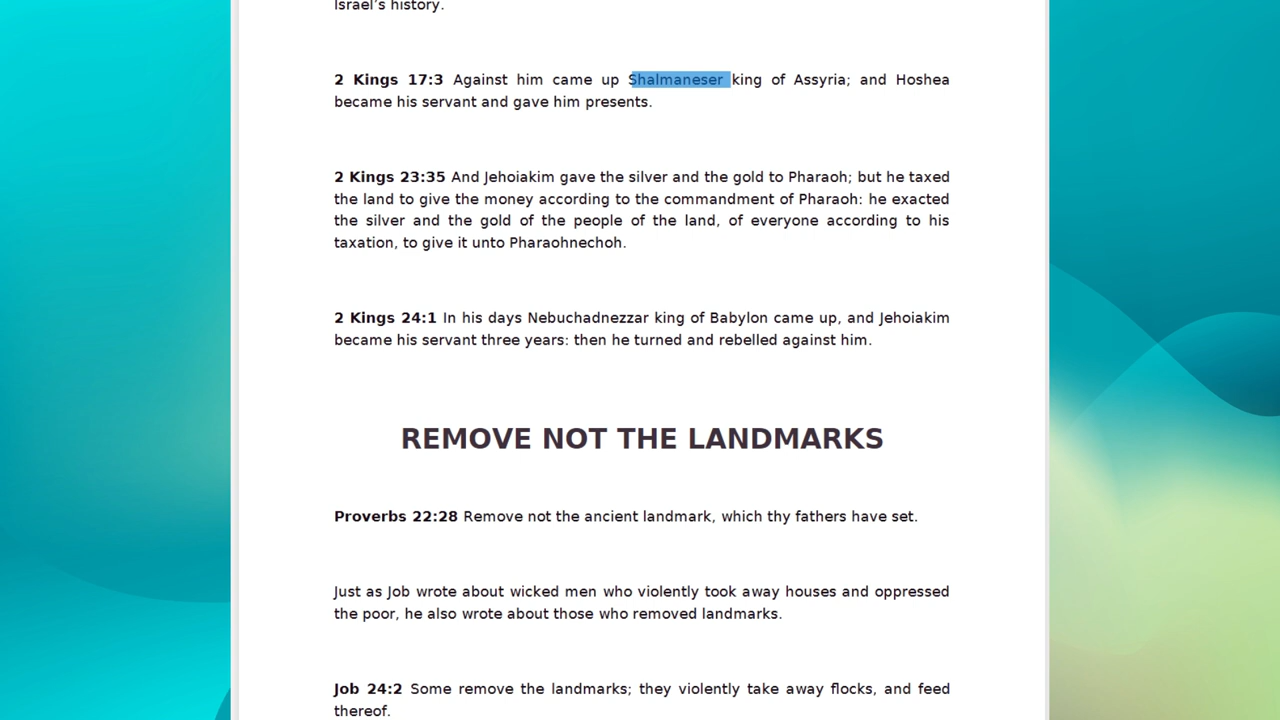 Israel’s history.
2 Kings 17:3 Against him came up Shalmaneser king of Assyria; and Hoshea
became his servant and gave him presents.
2 Kings 23:35 And Jehoiakim gave the silver and the gold to Pharaoh; but he taxed
the land to give the money according to the commandment of Pharaoh: he exacted
the silver and the gold of the people of the land, of everyone according to his
taxation, to give it unto Pharaohnechoh.
2 Kings 24:1 In his days Nebuchadnezzar king of Babylon came up, and Jehoiakim
became his servant three years: then he turned and rebelled against him.
REMOVE NOT THE LANDMARKS
Proverbs 22:28 Remove not the ancient landmark, which thy fathers have set.
Just as Job wrote about wicked men who violently took away houses and oppressed
the poor, he also wrote about those who removed landmarks.
Job 24:2 Some remove the landmarks; they violently take away flocks, and feed
thereof.